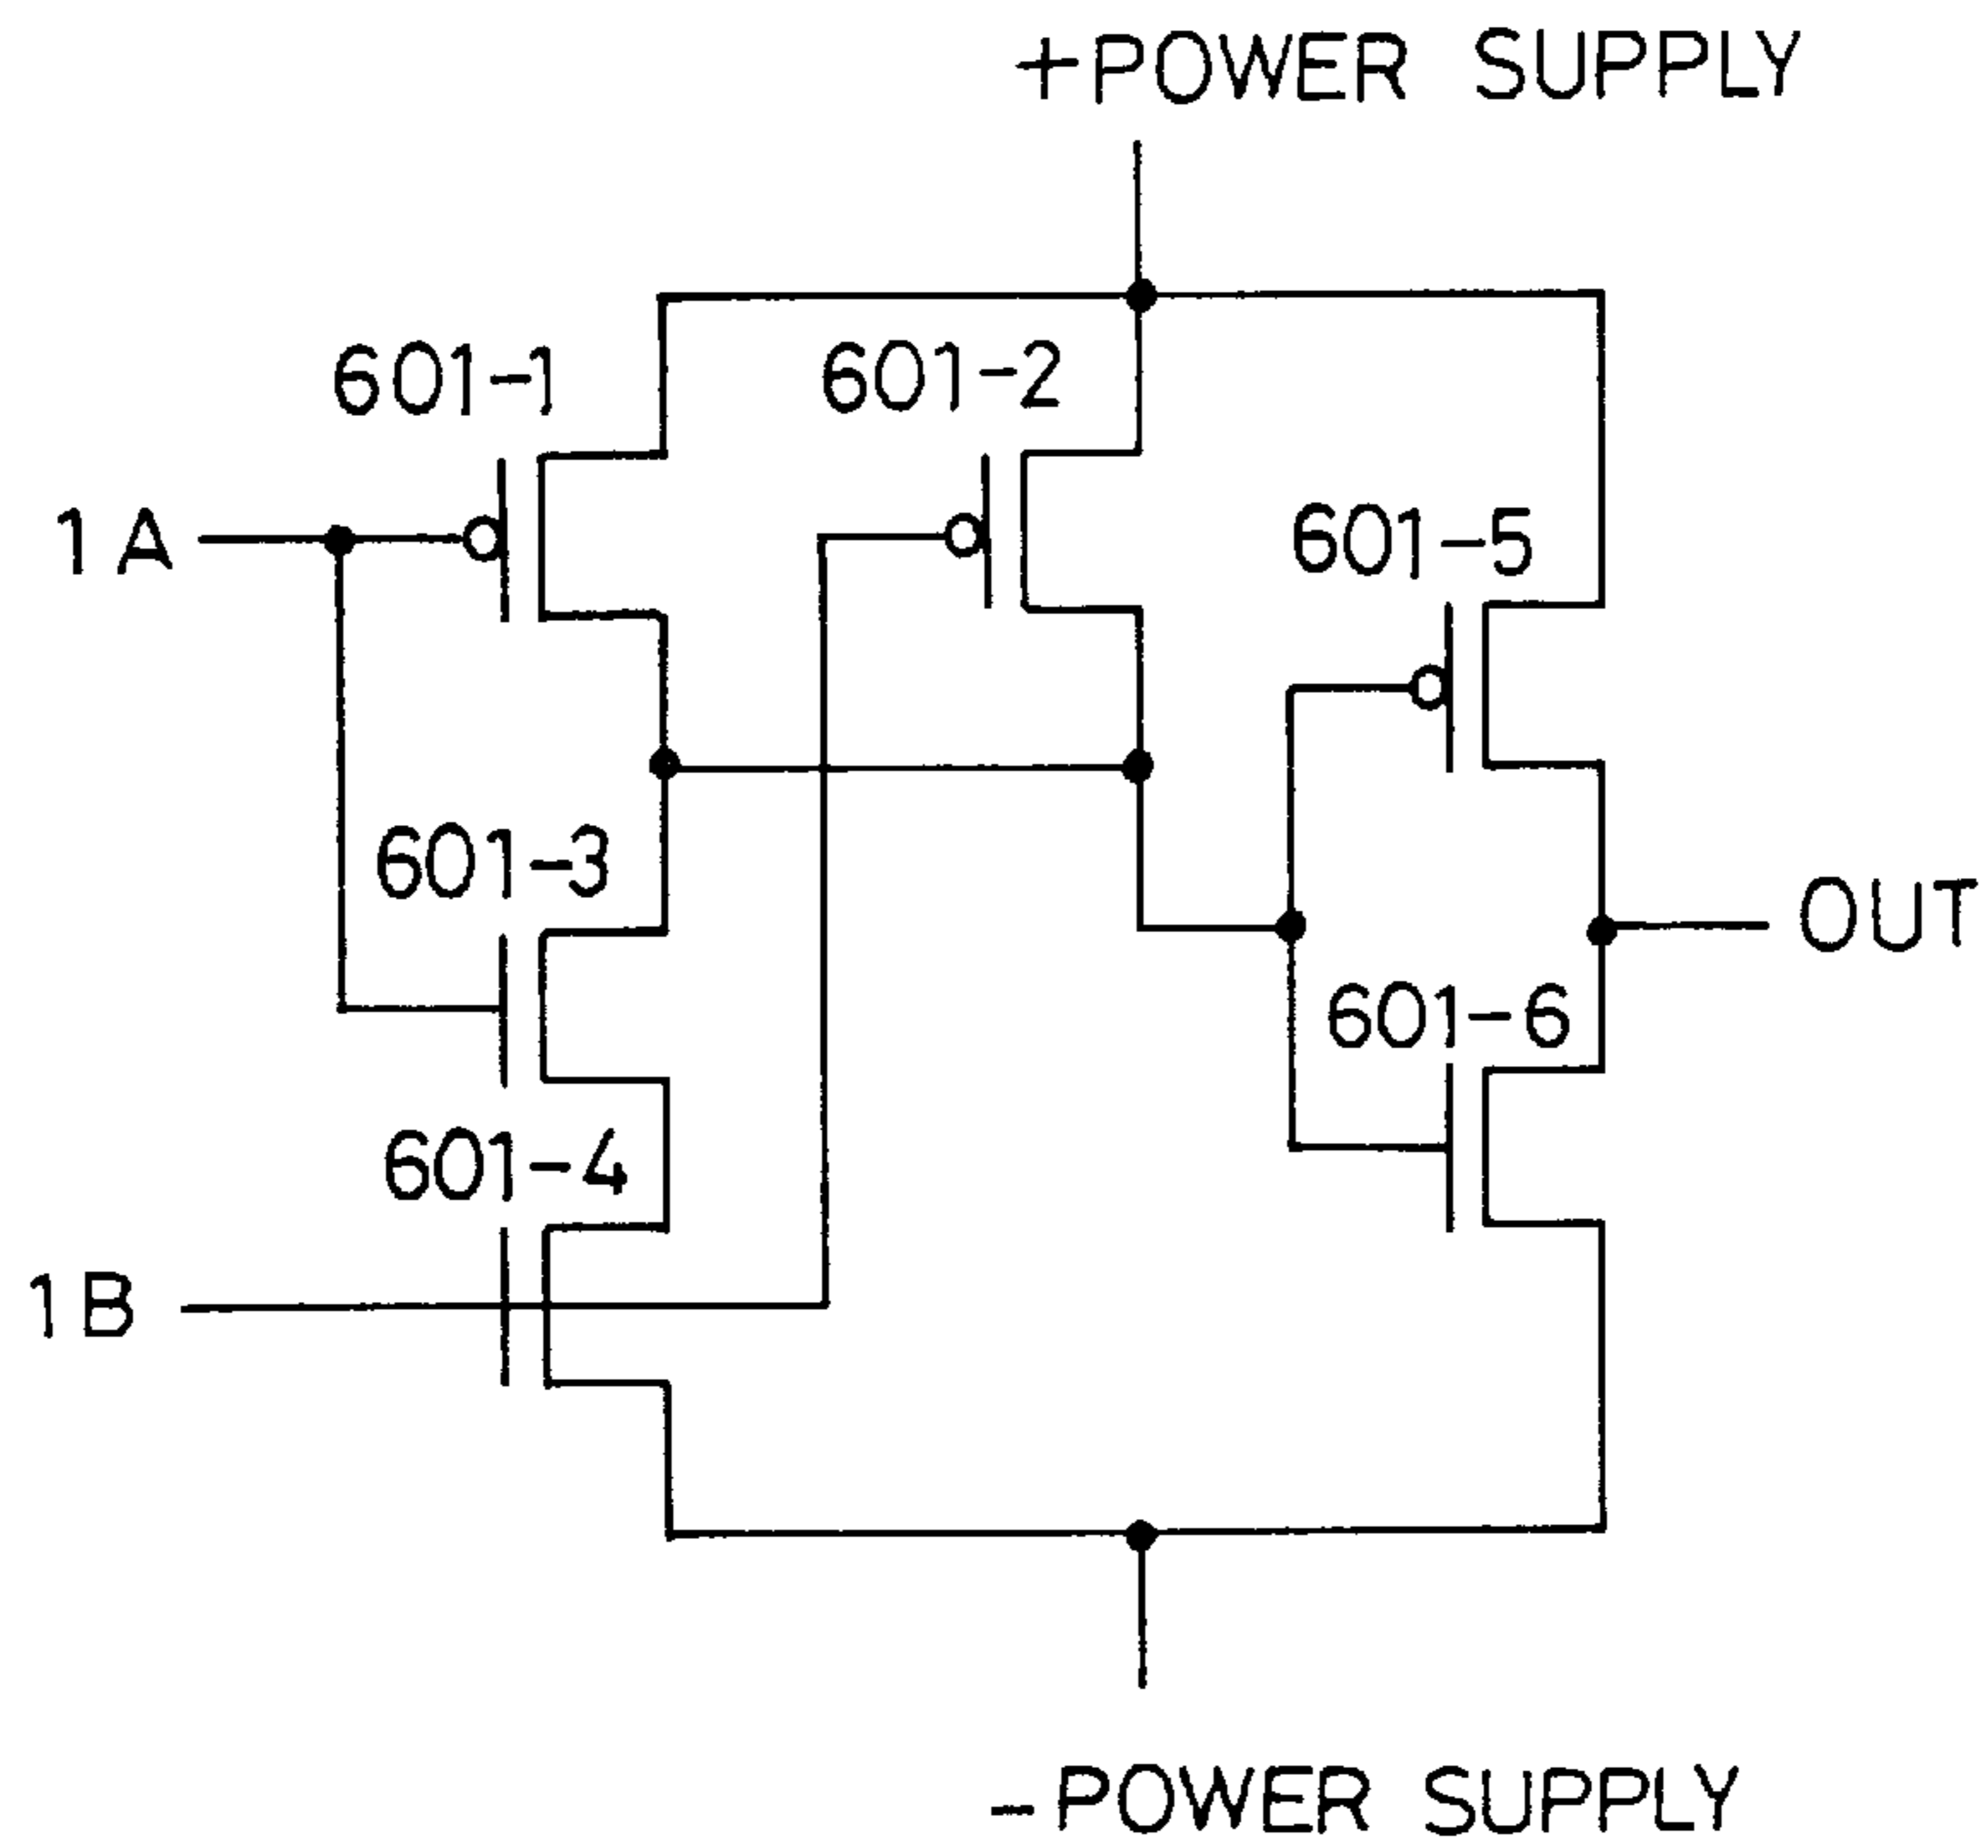 +POWER SUPPLY
601-1
601-2
1A
601-5
601-3
OUT
601-6
601-4
1B
-POWER SUPPLY